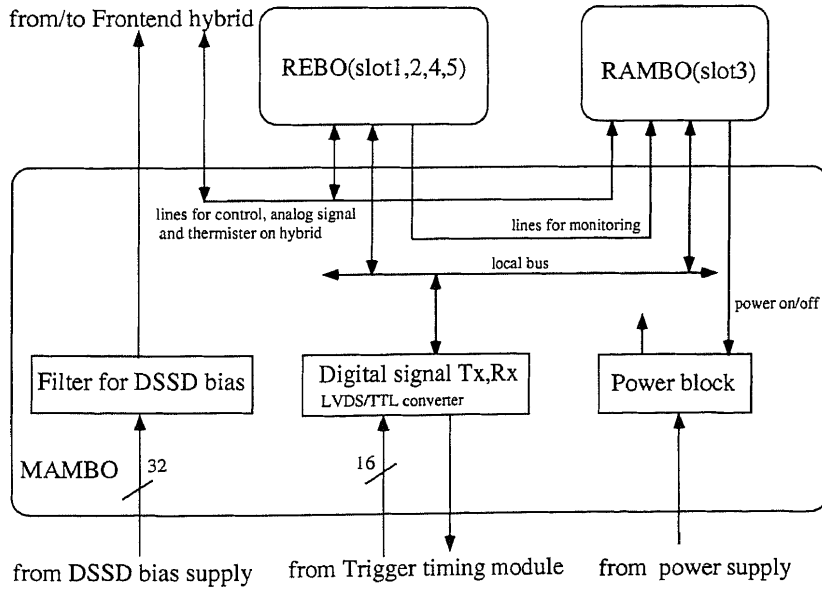 from/to Frontend hybrid
REBO(slot1,2,4,5)
RAMBO(slot3)
lines for control, analog signal
and thermister on hybrid
lines for monitoring
local bus
power on/off
Filter for DSSD bias
Digital signal Tx,Rx
LVDS/TTL converter
Power block
MAMBO
32
16
from DSSD bias supply
from Trigger timing module
from power supply